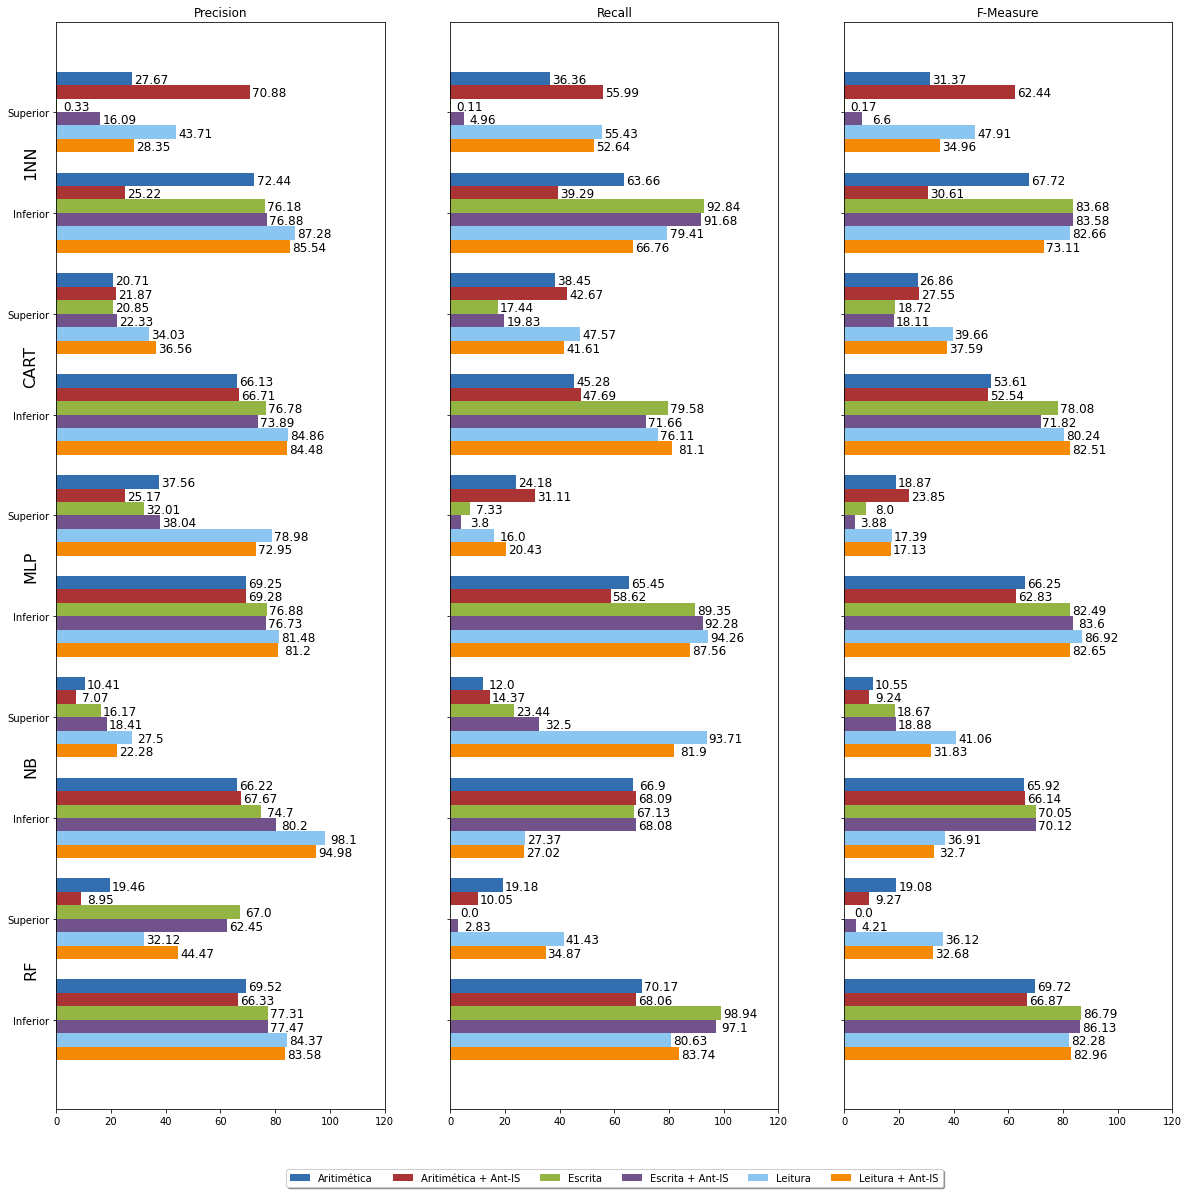 Precision Recall F-Measure
27.67 36.36 31.37
70.88 55.99 62.44
Superior 0.33 0.11 0.17
16.09 4.96 6.6
43.71 55.43 47.91
28.35 52.64 34.96
1NN
72.44 63.66 67.72
25.22 39.29 30.61
76.18 92.84 83.68
Inferior 76.88 91.68 83.58
87.28 79.41 82.66
85.54 66.76 73.11
20.71 38.45 26.86
21.87 42.67 27.55
20.85 17.44 18.72
Superior 22.33 19.83 18.11
34.03 47.57 39.66
36.56 41.61 37.59
CART
66.13 45.28 53.61
66.71 47.69 52.54
76.78 79.58 78.08
Inferior 73.89 71.66 71.82
84.86 76.11 80.24
84.48 81.1 82.51
37.56 24.18 18.87
25.17 31.11 23.85
32.01 7.33 8.0
Superior 38.04 3.8 3.88
78.98 16.0 17.39
72.95 20.43 17.13
MLP
69.25 65.45 66.25
69.28 58.62 62.83
76.88 89.35 82.49
Inferior 76.73 92.28 83.6
81.48 94.26 86.92
81.2 87.56 82.65
10.41 12.0 10.55
7.07 14.37 9.24
16.17 23.44 18.67
Superior 18.41 32.5 18.88
27.5 93.71 41.06
22.28 81.9 31.83
NB
66.22 66.9 65.92
67.67 68.09 66.14
74.7 67.13 70.05
Inferior 80.2 68.08 70.12
98.1 27.37 36.91
94.98 27.02 32.7
19.46 19.18 19.08
8.95 10.05 9.27
67.0 0.0 0.0
Superior 62.45 2.83 4.21
32.12 41.43 36.12
44.47 34.87 32.68
RF
69.52 70.17 69.72
66.33 68.06 66.87
77.31 98.94 86.79
Inferior 77.47 97.1 86.13
84.37 80.63 82.28
83.58 83.74 82.96
0 20 40 60 80 100 120 0 20 40 60 80 100 120 0 20 40 60 80 100 120
Aritimética Aritimética + Ant-IS Escrita Escrita + Ant-IS Leitura Leitura + Ant-IS